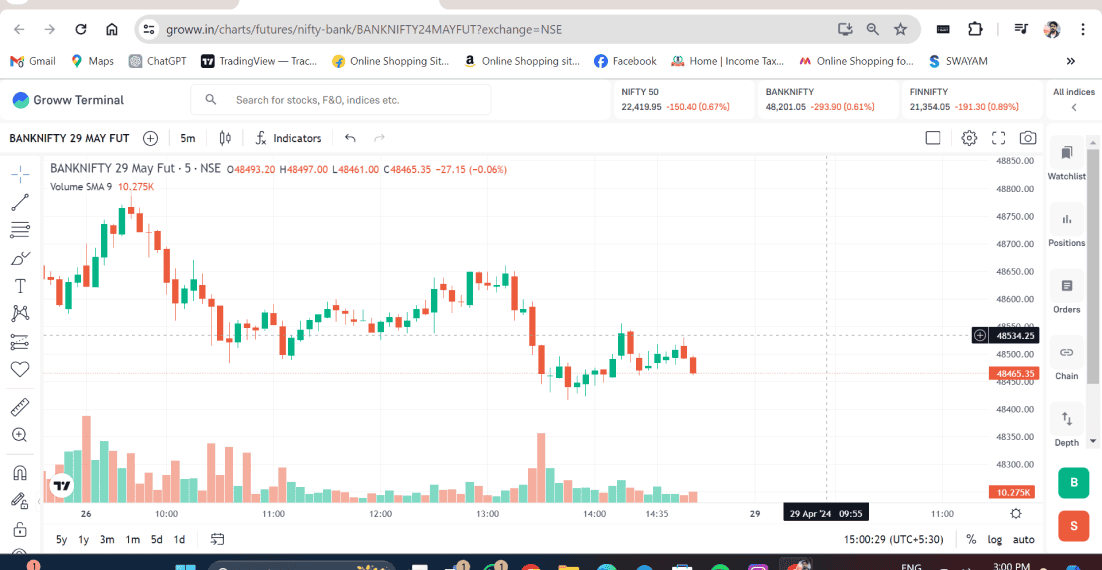 groww.in/charts/futures/nifty-bank/BANKNIFTY24MAYFUT?exchange=NSE
Gmail Maps ChatGPT TradingView — Trac... Online Shopping Sit... Online Shopping sit... Facebook Home | Income Tax... Online Shopping fo... SWAYAM »
Groww Terminal
Search for stocks, F&O, indices etc.
NIFTY 50
22,419.95 -150.40 (0.67%)
BANKNIFTY
48,201.05 -293.90 (0.61%)
FINNIFTY
21,354.05 -191.30 (0.89%)
All indices
BANKNIFTY 29 MAY FUT 5m Indicators
BANKNIFTY 29 May Fut · 5 · NSE O48493.20 H48497.00 L48461.00 C48465.35 -27.15 (-0.06%)
Volume SMA 9 10.275K
48850.00
48800.00
48750.00
48700.00
48650.00
48600.00
48550.00
48534.25
48500.00
48465.35
48450.00
48400.00
48350.00
48300.00
10.275K
Watchlist
Positions
Orders
Chain
Depth
B
S
26 10:00 11:00 12:00 13:00 14:00 14:35 29 29 Apr '24 09:55 11:00
5y 1y 3m 1m 5d 1d 15:00:29 (UTC+5:30) % log auto
1 1 1 ENG 3:00 PM